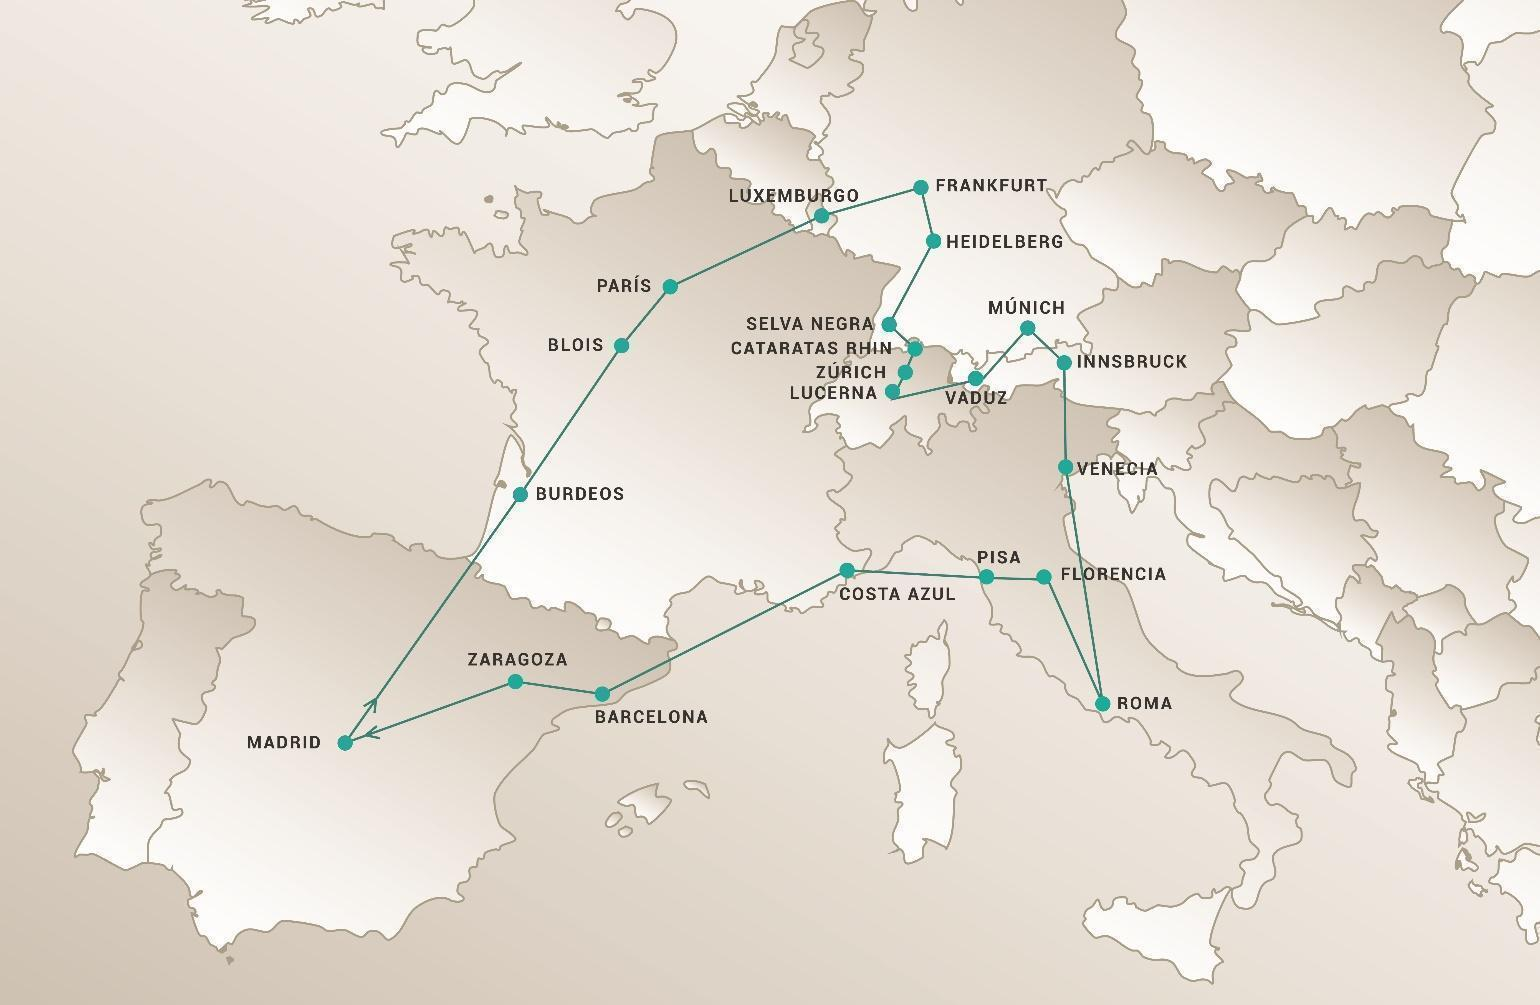 FRANKFURT
LUXEMBURGO
HEIDELBERG
PARÍS
MÚNICH
SELVA NEGRA
BLOIS
CATARATAS RHIN
INNSBRUCK
ZÚRICH
LUCERNA
VADUZ
VENECIA
BURDEOS
PISA
FLORENCIA
COSTA AZUL
ZARAGOZA
ROMA
BARCELONA
MADRID